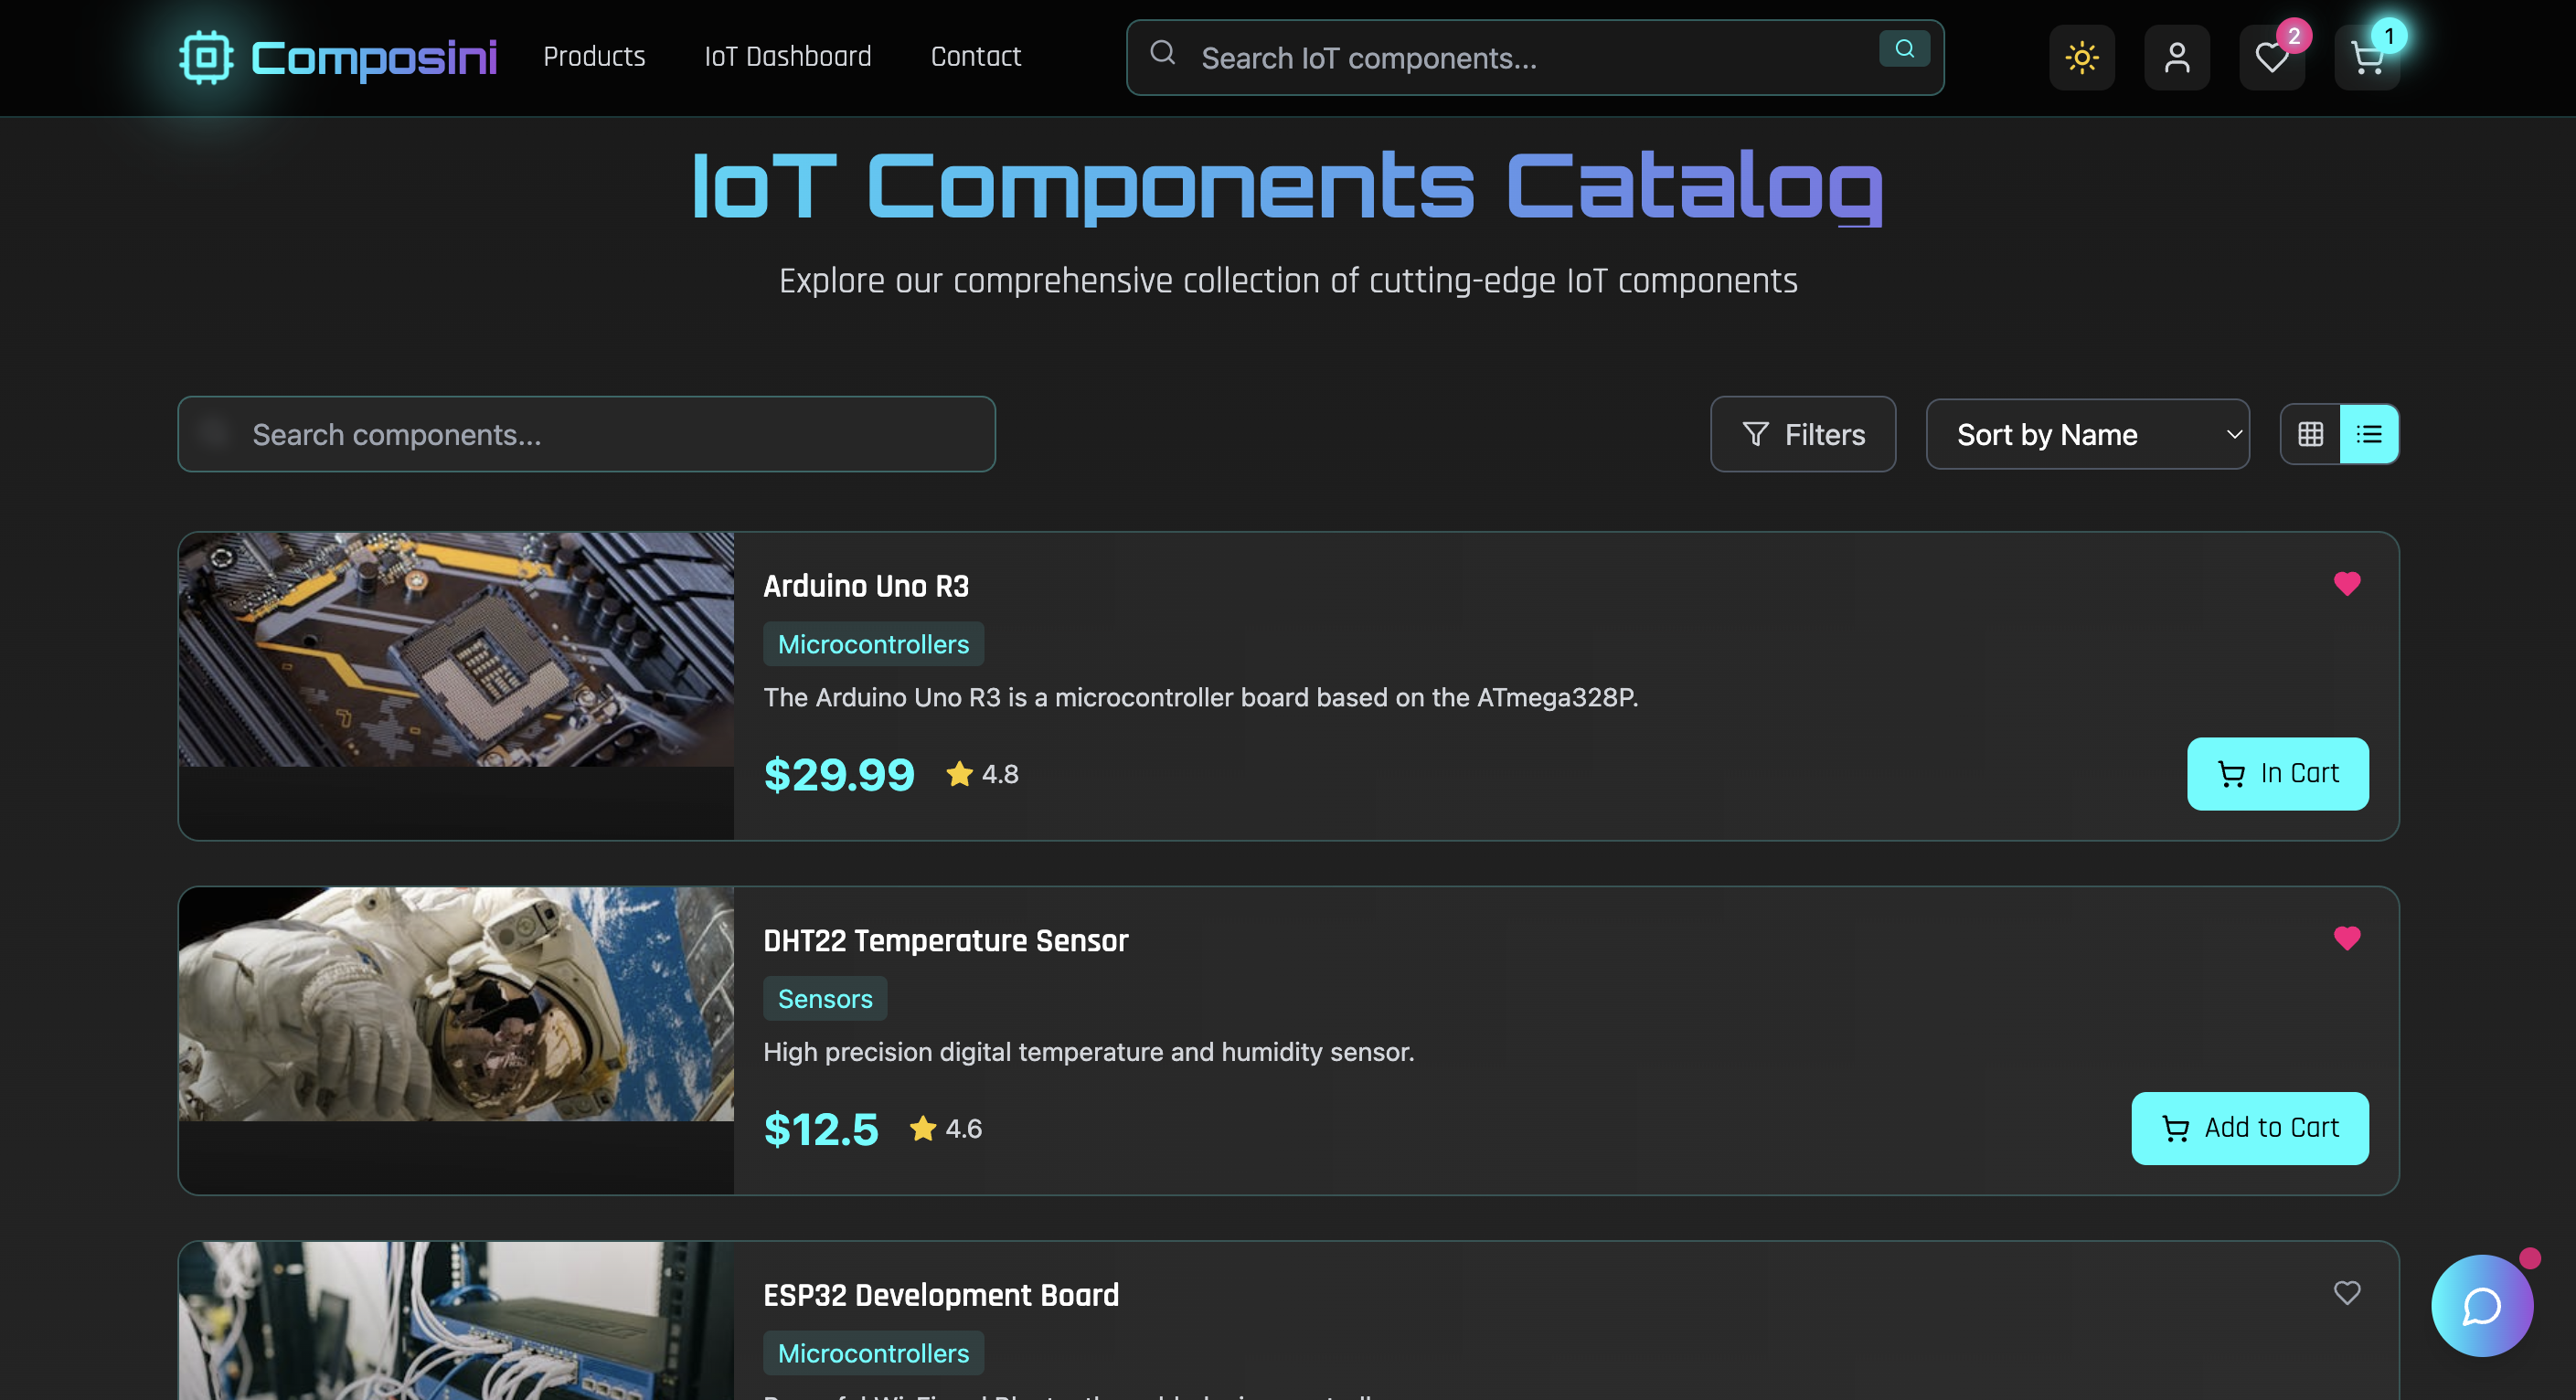 Composini Products IoT Dashboard Contact Search IoT components... 2 1
IoT Components Catalog
Explore our comprehensive collection of cutting-edge IoT components
Search components... Filters Sort by Name
Arduino Uno R3
Microcontrollers
The Arduino Uno R3 is a microcontroller board based on the ATmega328P.
$29.99 4.8 In Cart
DHT22 Temperature Sensor
Sensors
High precision digital temperature and humidity sensor.
$12.5 4.6 Add to Cart
ESP32 Development Board
Microcontrollers